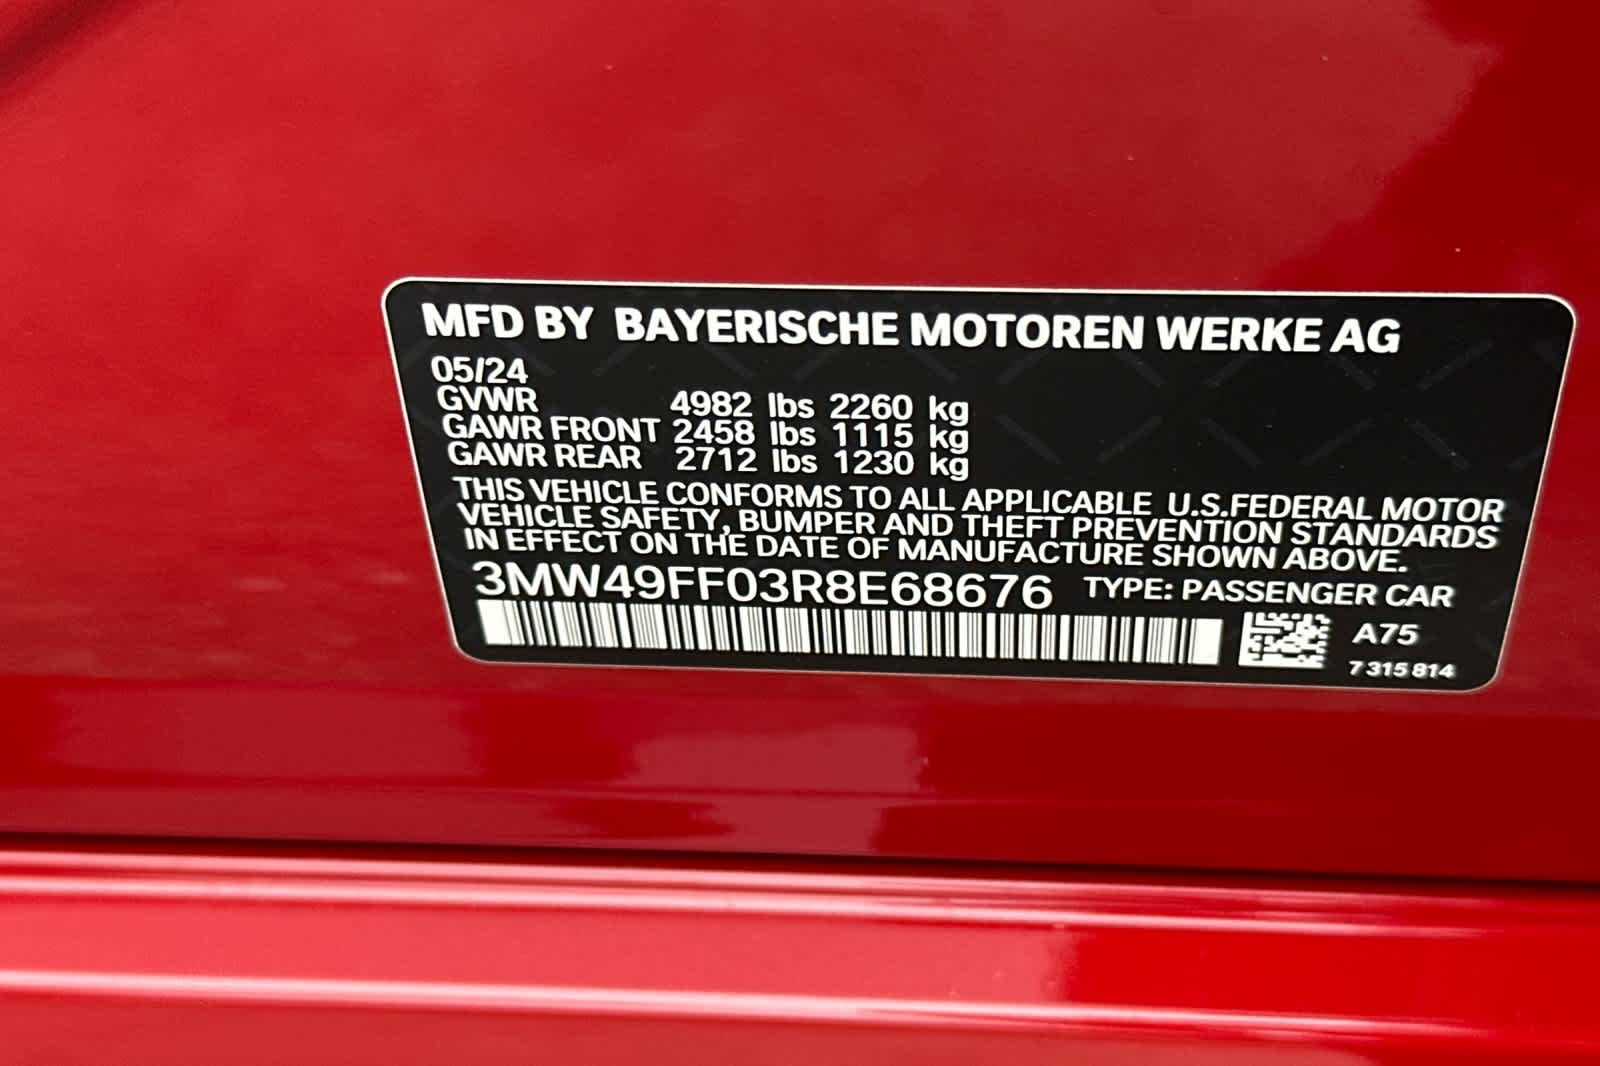 MFD BY BAYERISCHE MOTOREN WERKE AG
05/24
GVWR 4982 lbs 2260 kg
GAWR FRONT 2458 lbs 1115 kg
GAWR REAR 2712 lbs 1230 kg
THIS VEHICLE CONFORMS TO ALL APPLICABLE U.S.FEDERAL MOTOR
VEHICLE SAFETY, BUMPER AND THEFT PREVENTION STANDARDS
IN EFFECT ON THE DATE OF MANUFACTURE SHOWN ABOVE.
3MW49FF03R8E68676 TYPE: PASSENGER CAR
A75
7 315 814